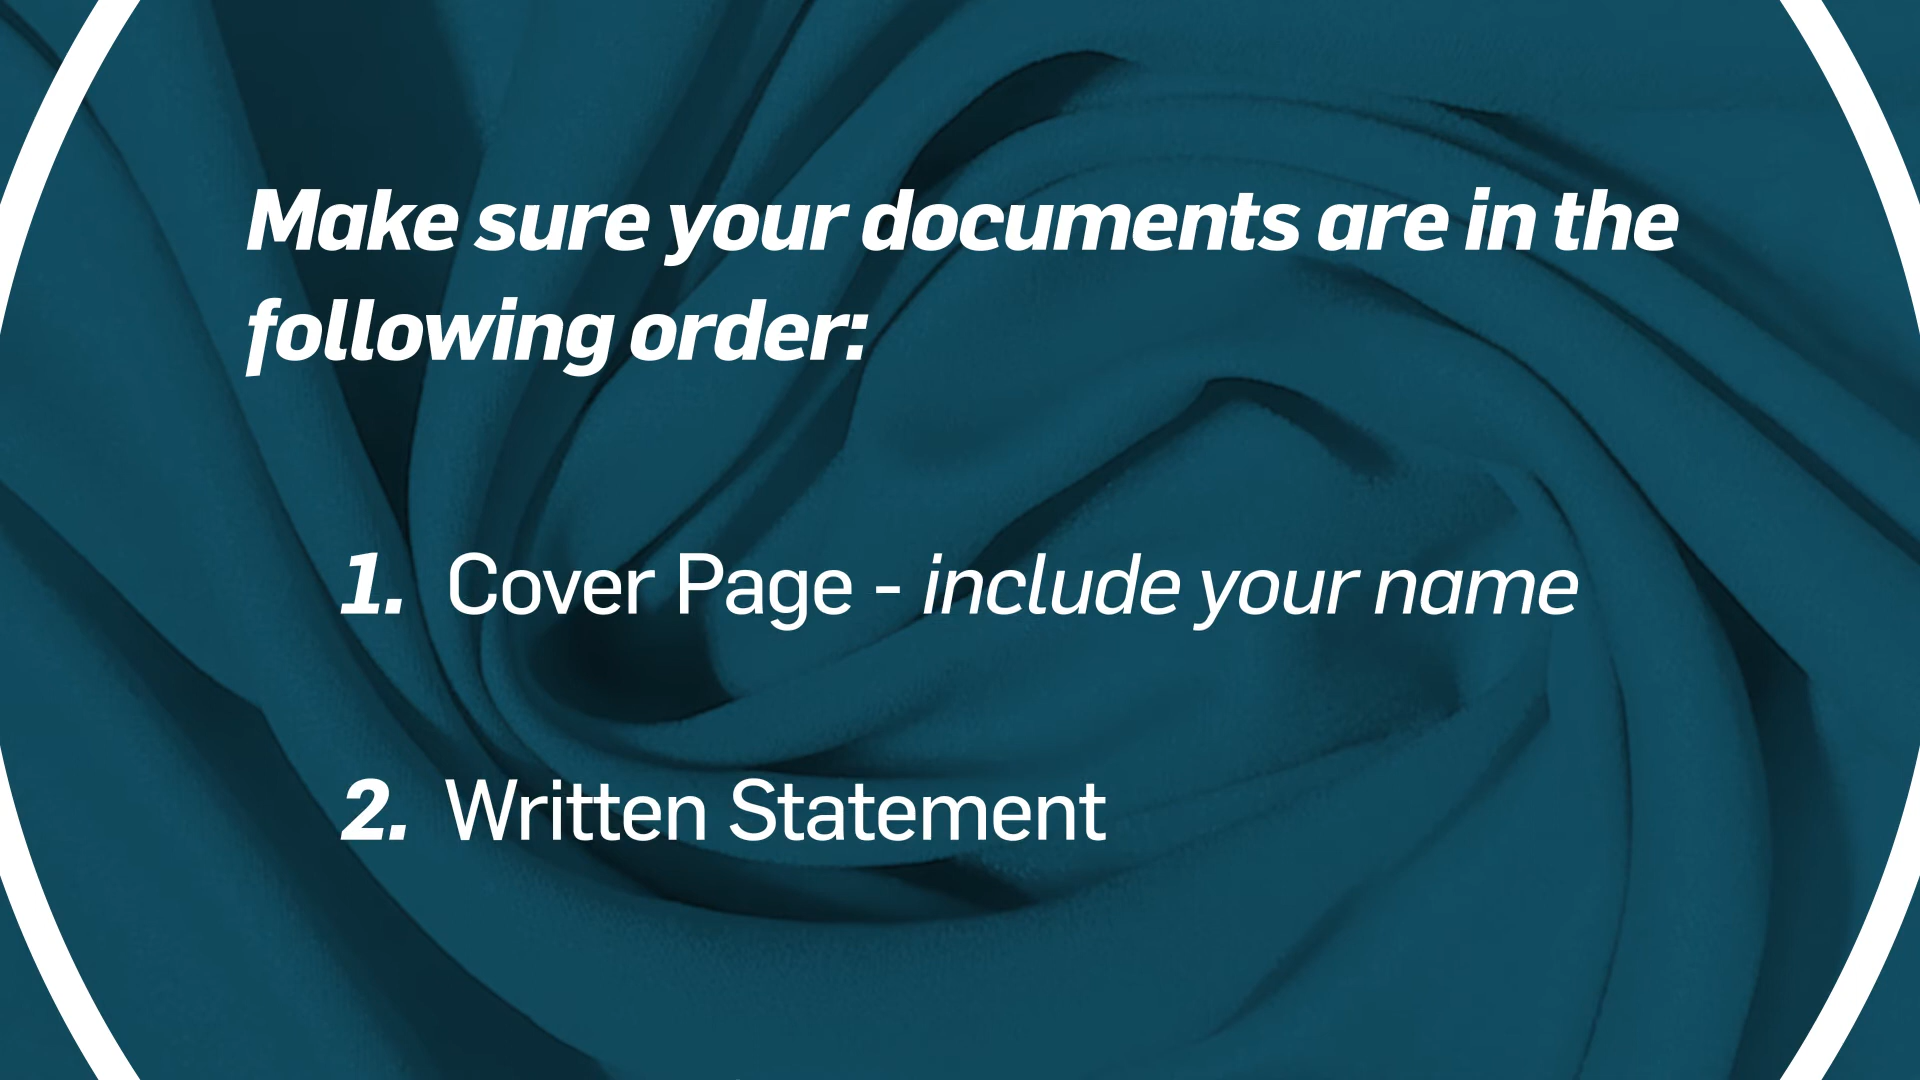 Make sure your documents are in the
following order:
1. Cover Page - include your name
2. Written Statement